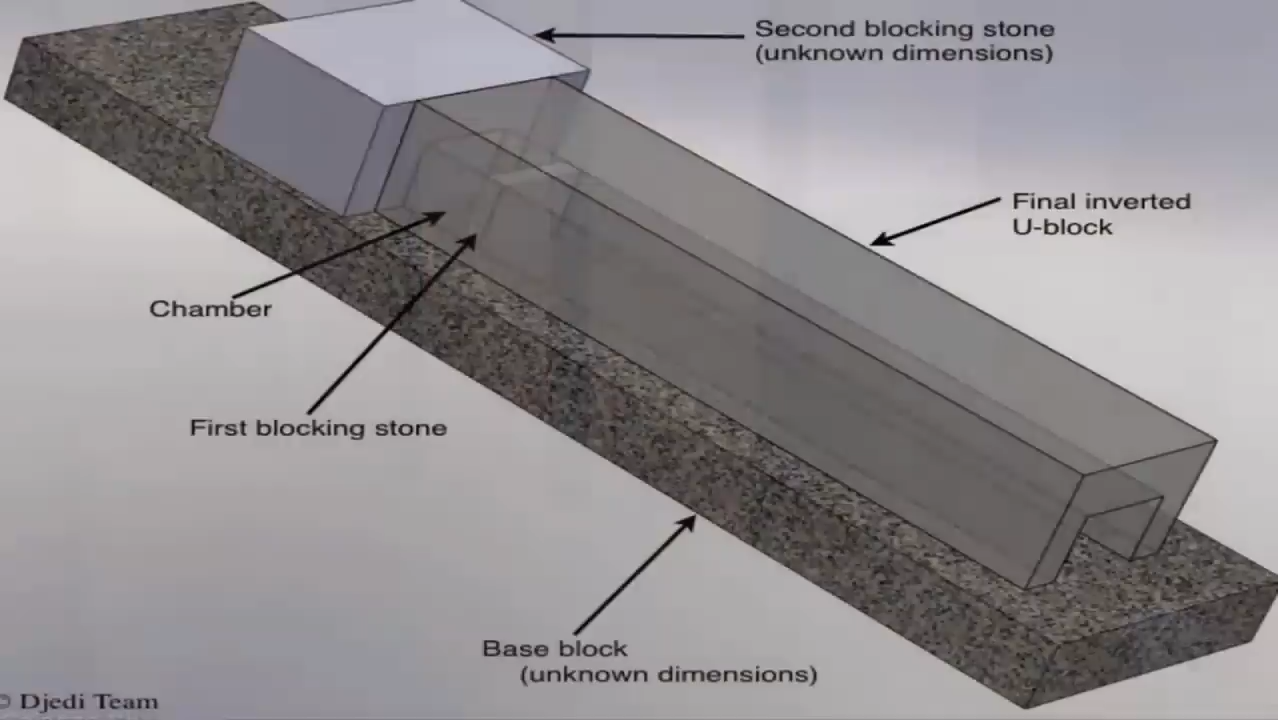 Second blocking stone
(unknown dimensions)
Final inverted
U-block
Chamber
First blocking stone
Base block
(unknown dimensions)
© Djedi Team